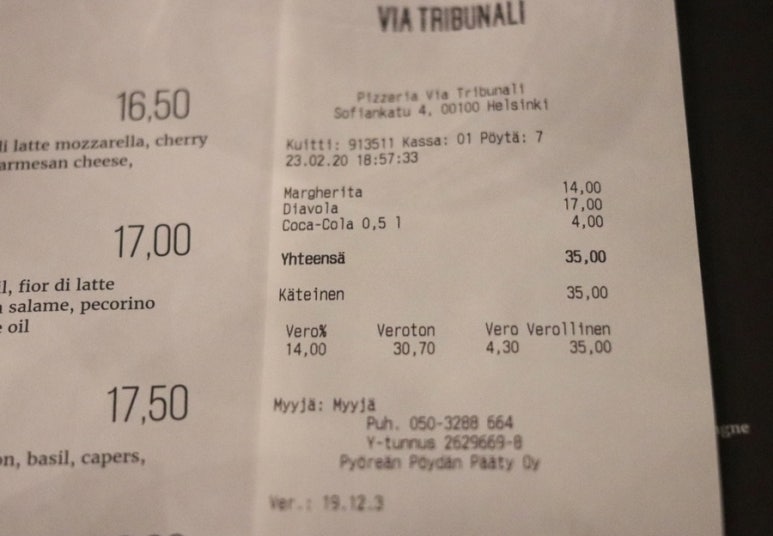 16,50
di latte mozzarella, cherry
armesan cheese,
17,00
l, fior di latte
salame, pecorino
oil
17,50
on, basil, capers,
VIA TRIBUNALI
Pizzeria Via Tribunali
Sofiankatu 4, 00100 Helsinki
Kuitti: 913511 Kassa: 01 Pöytä: 7
23.02.20 18:57:33
Margherita 14,00
Diavola 17,00
Coca-Cola 0,5 l 4,00
Yhteensä 35,00
Käteinen 35,00
Vero% Veroton Vero Verollinen
14,00 30,70 4,30 35,00
Myyjä: Myyjä
Puh. 050-3288 664
Y-tunnus 2629669-8
Pyöreän Pöydän Pääty Oy
Ver.: 19.12.3
gne